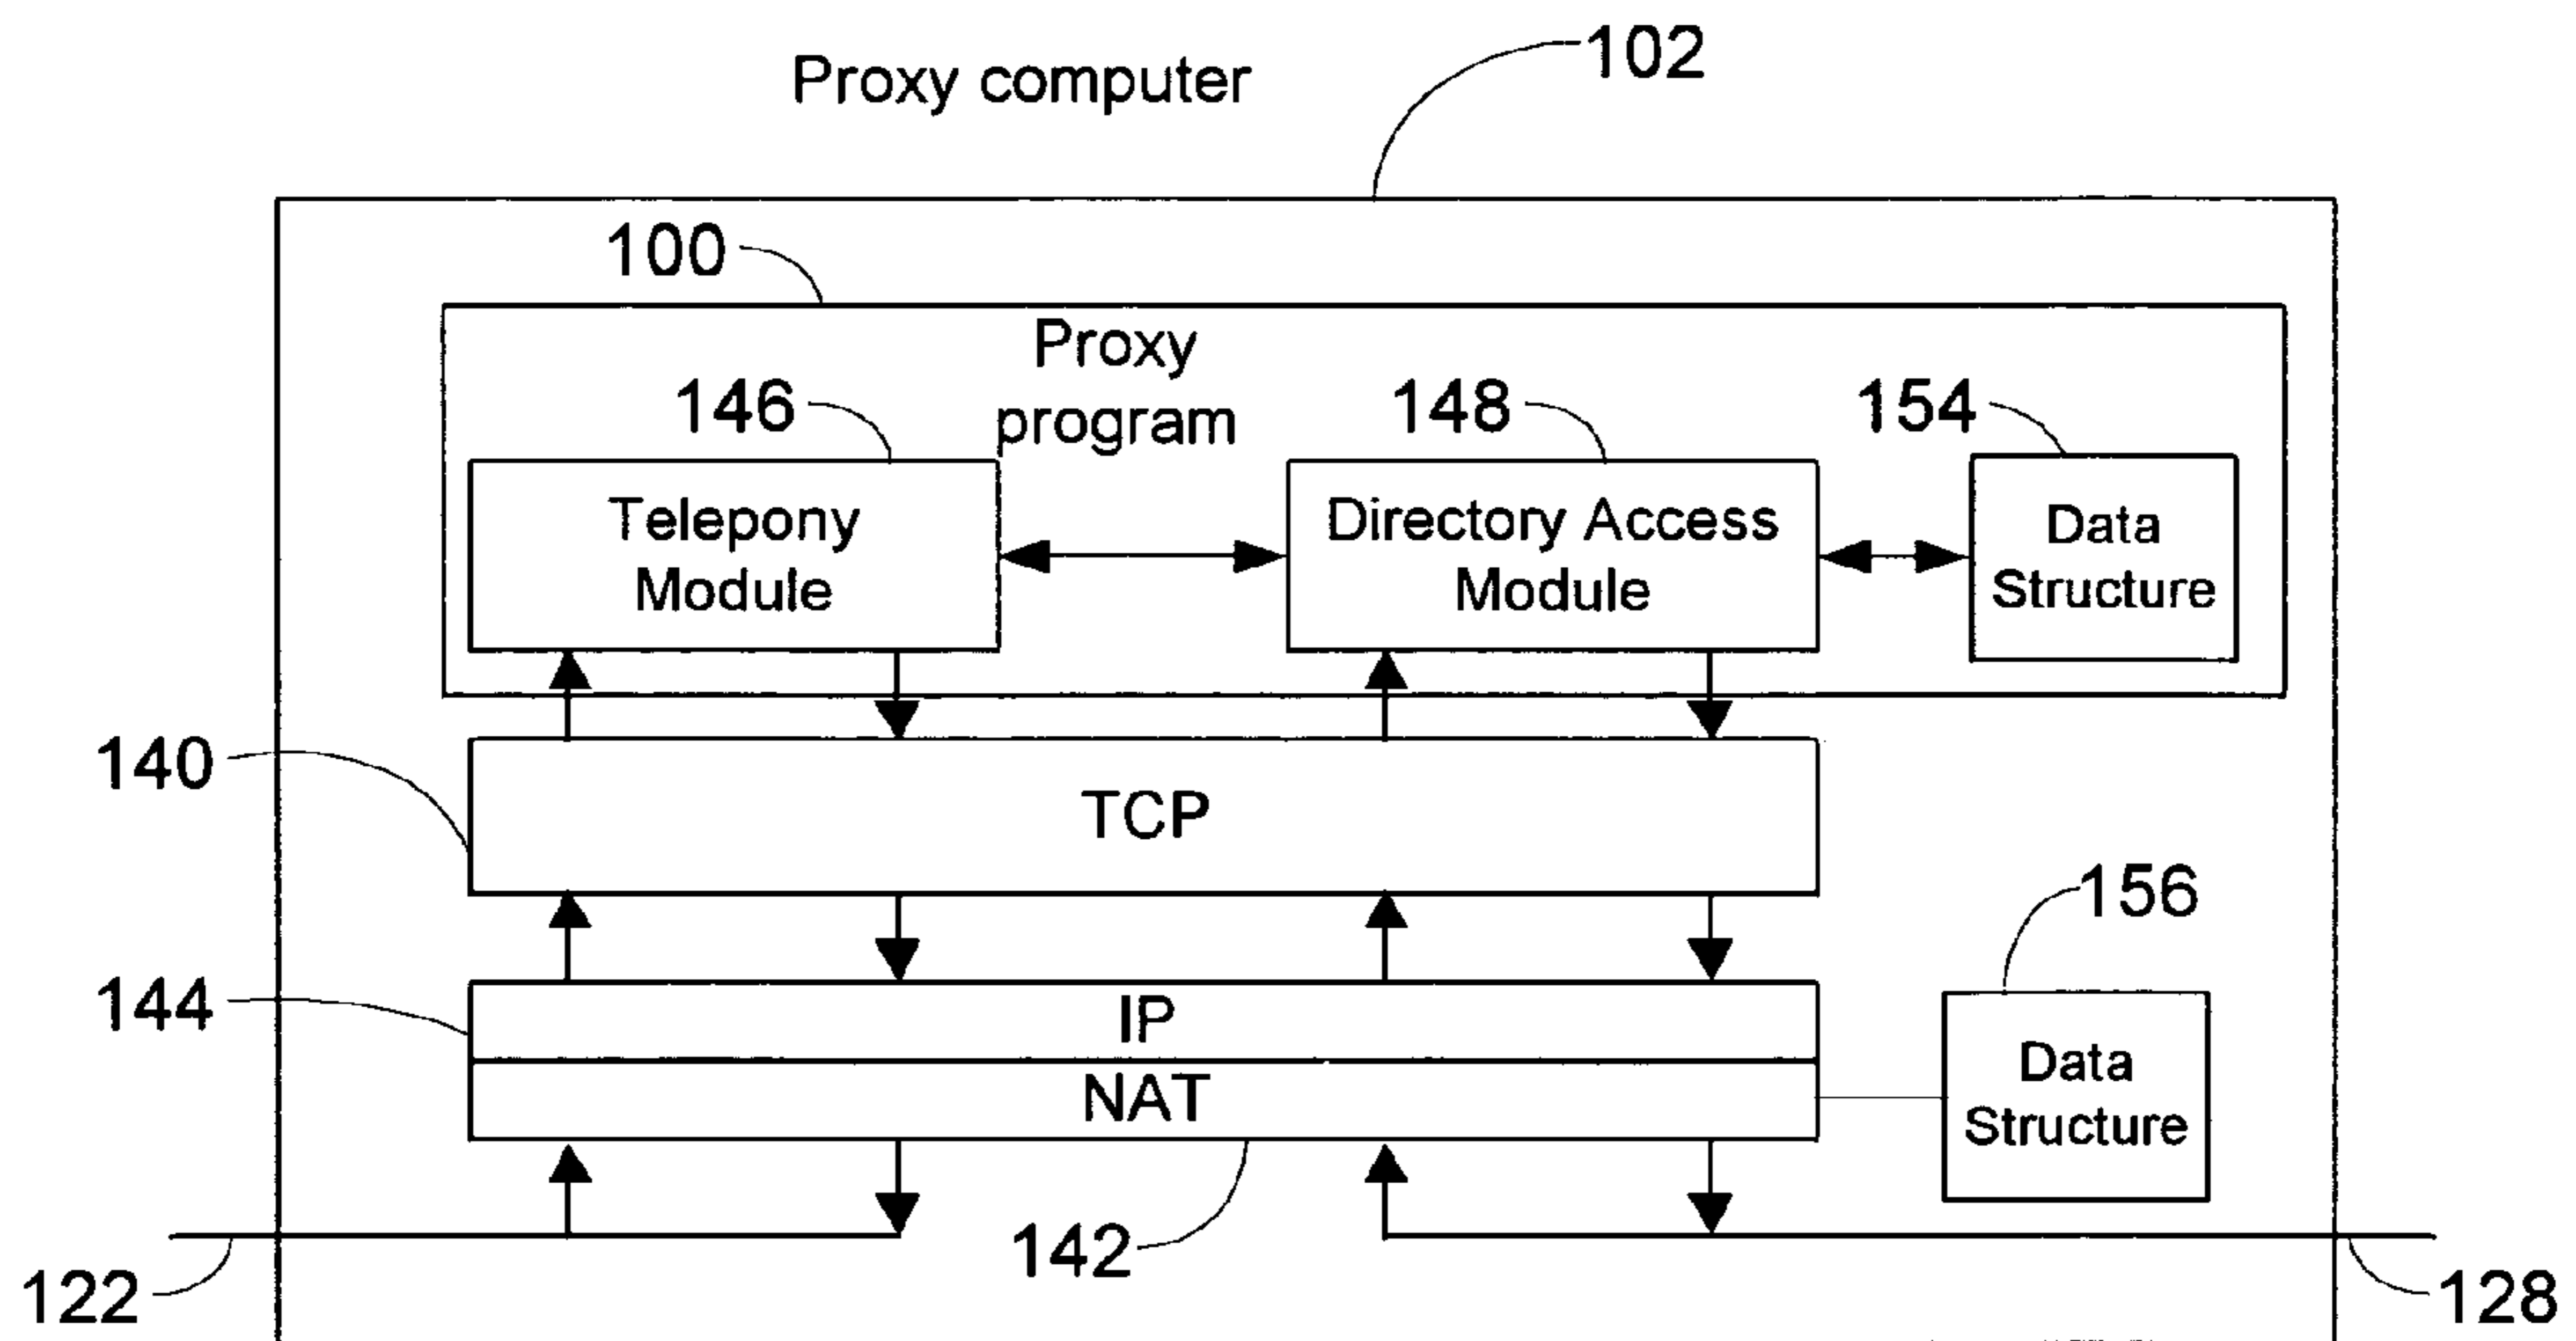 Proxy computer
102
100
Proxy
program
146
148
154
Telepony
Module
Directory Access
Module
Data
Structure
140
TCP
156
144
IP
NAT
Data
Structure
142
122
128